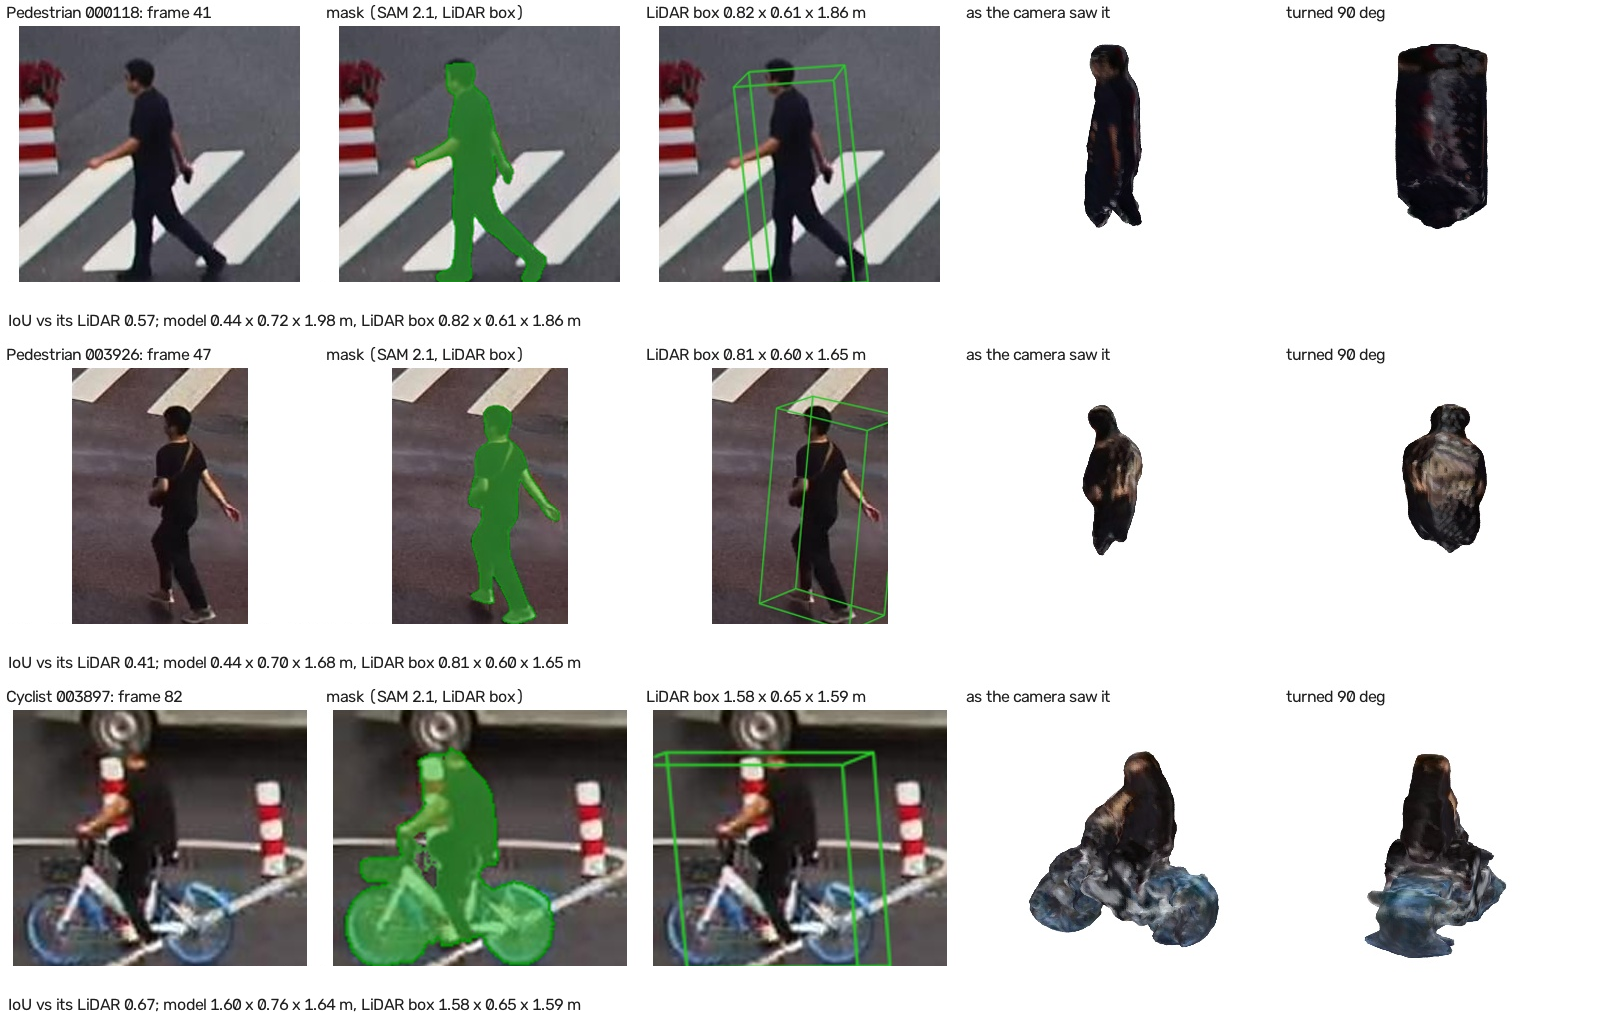 Pedestrian 000118: frame 41 mask (SAM 2.1, LiDAR box) LiDAR box 0.82 x 0.61 x 1.86 m as the camera saw it turned 90 deg
IoU vs its LiDAR 0.57; model 0.44 x 0.72 x 1.98 m, LiDAR box 0.82 x 0.61 x 1.86 m
Pedestrian 003926: frame 47 mask (SAM 2.1, LiDAR box) LiDAR box 0.81 x 0.60 x 1.65 m as the camera saw it turned 90 deg
IoU vs its LiDAR 0.41; model 0.44 x 0.70 x 1.68 m, LiDAR box 0.81 x 0.60 x 1.65 m
Cyclist 003897: frame 82 mask (SAM 2.1, LiDAR box) LiDAR box 1.58 x 0.65 x 1.59 m as the camera saw it turned 90 deg
IoU vs its LiDAR 0.67; model 1.60 x 0.76 x 1.64 m, LiDAR box 1.58 x 0.65 x 1.59 m